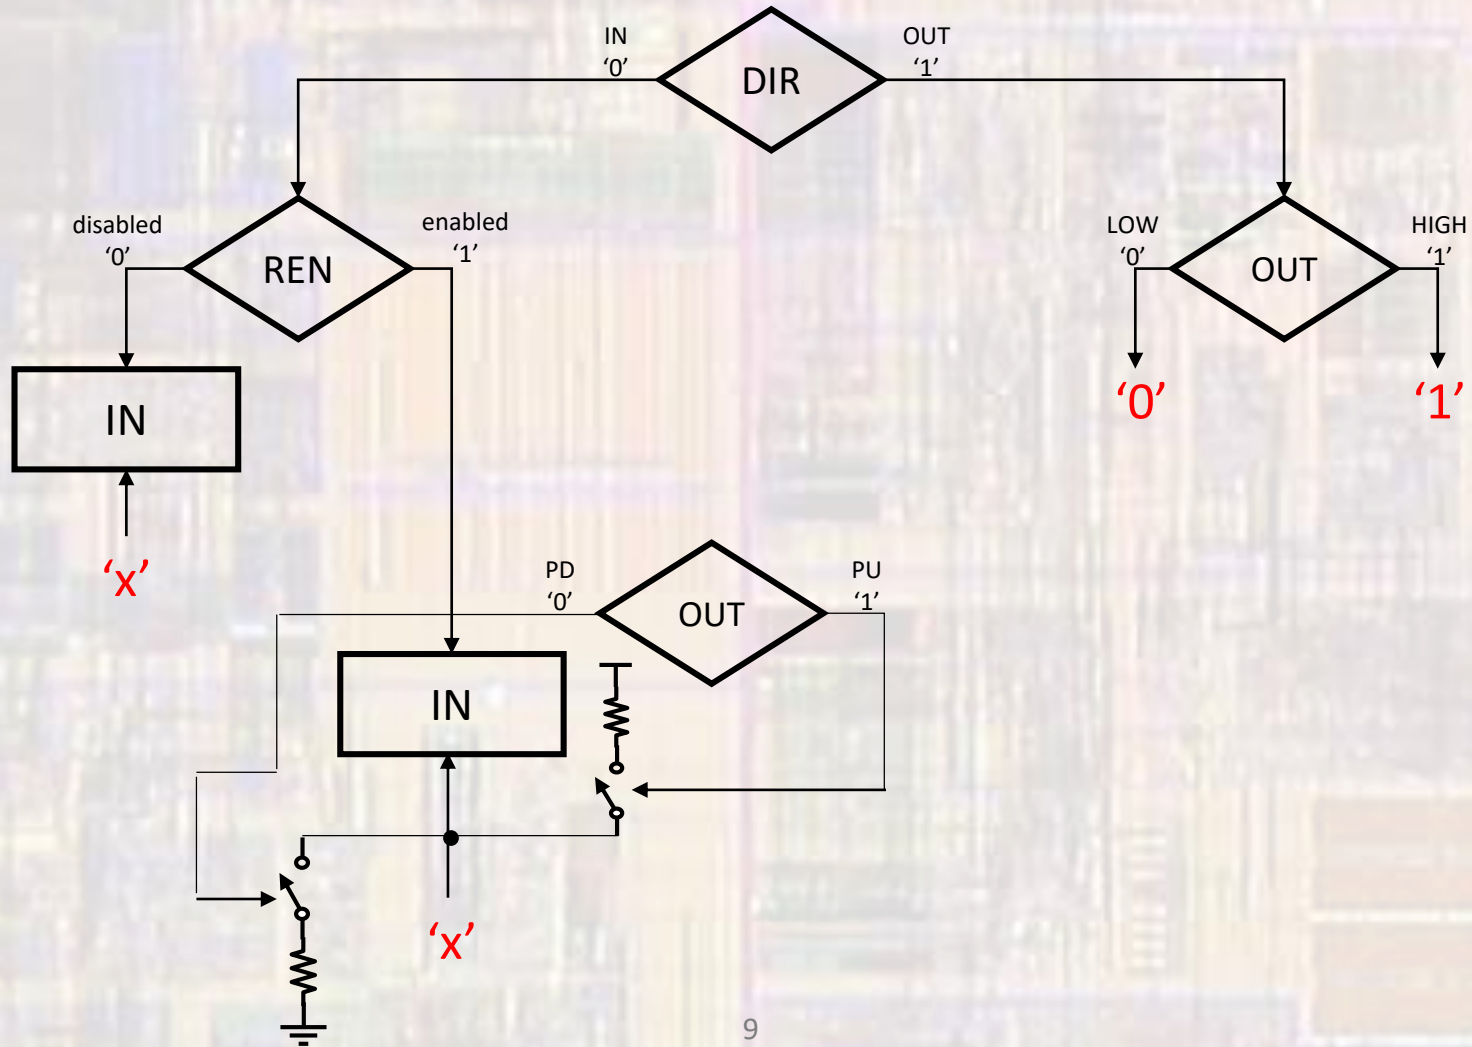 IN
‘0’
DIR
OUT
‘1’
disabled
‘0’
REN
enabled
‘1’
LOW
‘0’
OUT
HIGH
‘1’
IN
‘0’
‘1’
‘x’
PD
‘0’
OUT
PU
‘1’
IN
‘x’
9